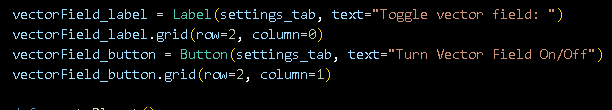 vectorField_label = Label(settings_tab, text="Toggle vector field: ")
vectorField_label.grid(row=2, column=0)
vectorField_button = Button(settings_tab, text="Turn Vector Field On/Off")
vectorField_button.grid(row=2, column=1)